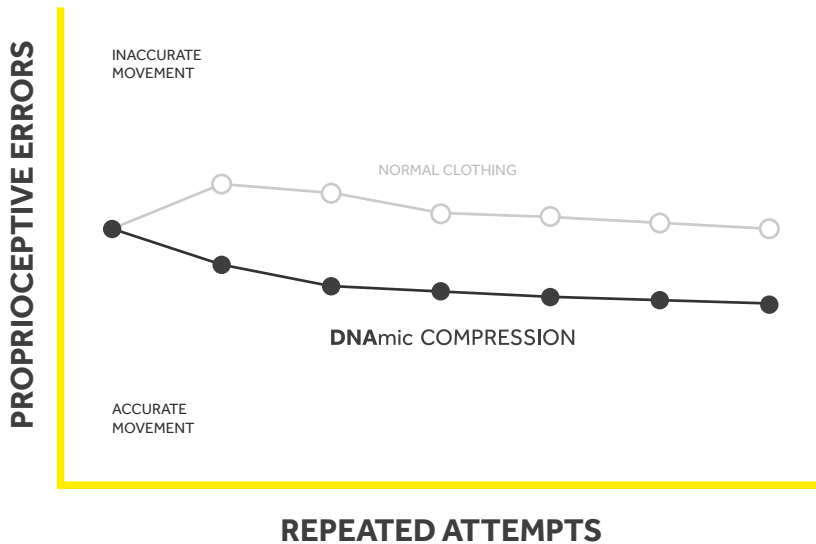 PROPRIOCEPTIVE ERRORS
INACCURATE
MOVEMENT
NORMAL CLOTHING
DNAmic COMPRESSION
ACCURATE
MOVEMENT
REPEATED ATTEMPTS